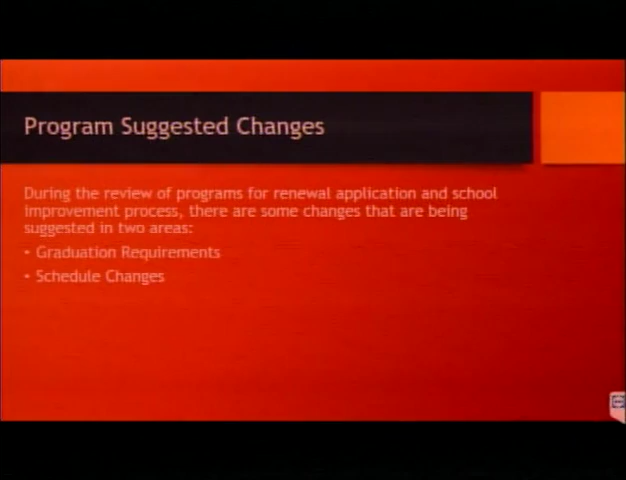 Program Suggested Changes
During the review of programs for renewal application and school
improvement process, there are some changes that are being
suggested in two areas:
• Graduation Requirements
• Schedule Changes